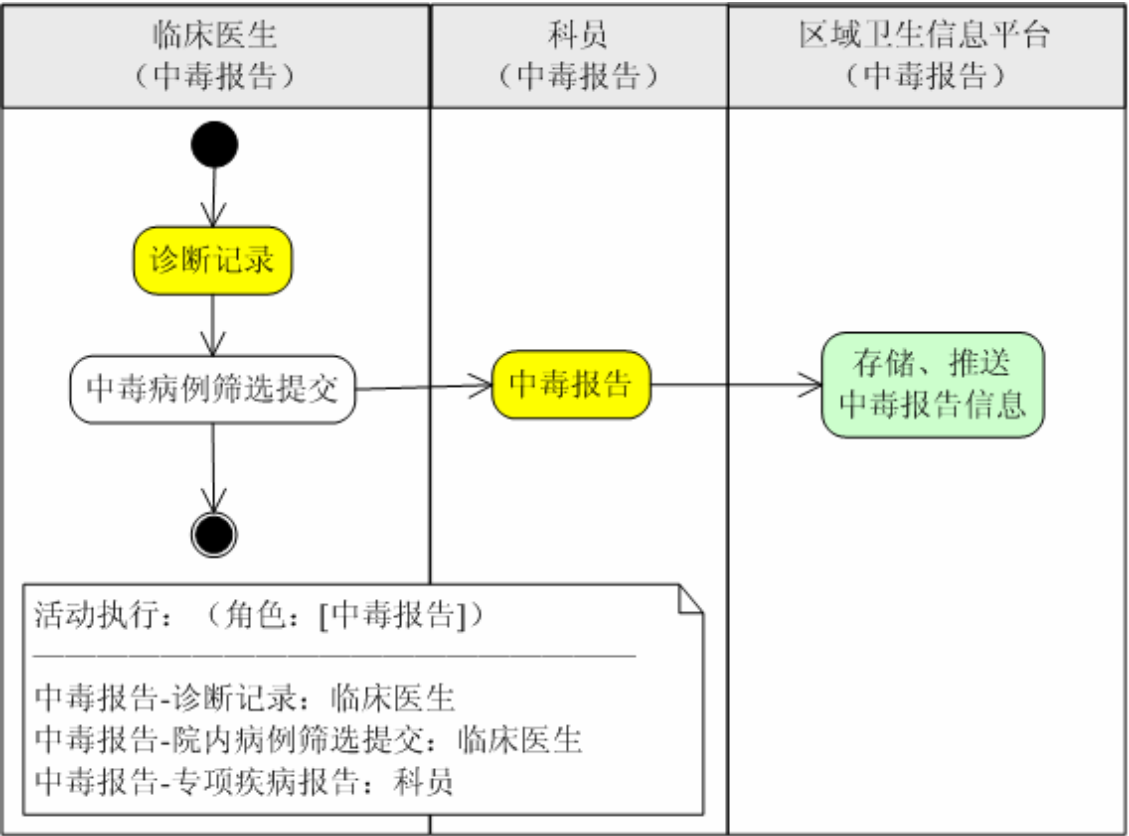 临床医生
（中毒报告）
科员
（中毒报告）
区域卫生信息平台
（中毒报告）
诊断记录
中毒病例筛选提交
中毒报告
存储、推送
中毒报告信息
活动执行：（角色：[中毒报告]）
中毒报告-诊断记录：临床医生
中毒报告-院内病例筛选提交：临床医生
中毒报告-专项疾病报告：科员